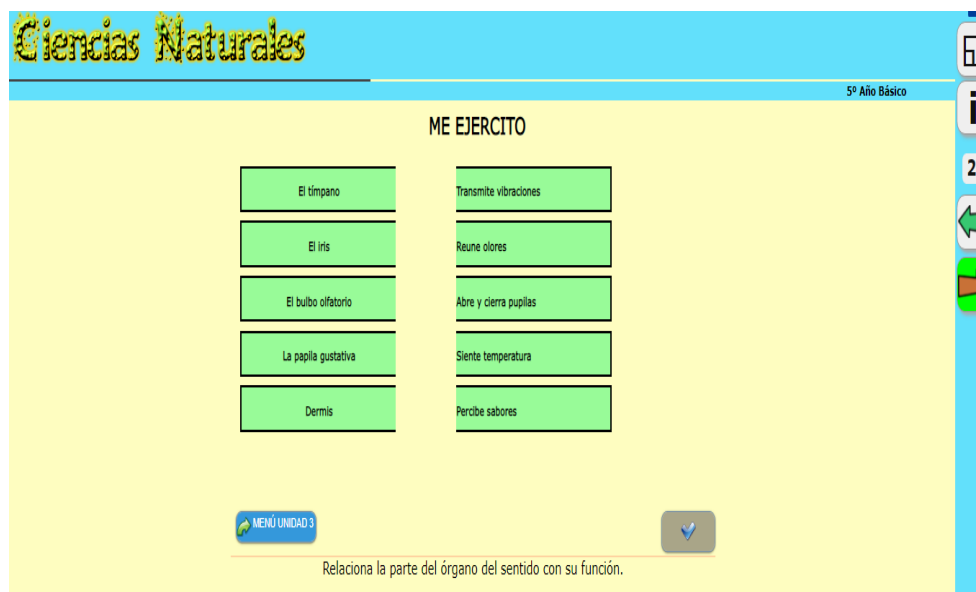 Ciencias Naturales
5º Año Básico
ME EJERCITO
El tímpano
Transmite vibraciones
El iris
Reune olores
El bulbo olfatorio
Abre y cierra pupilas
La papila gustativa
Siente temperatura
Dermis
Percibe sabores
MENÚ UNIDAD 3
Relaciona la parte del órgano del sentido con su función.
i
2